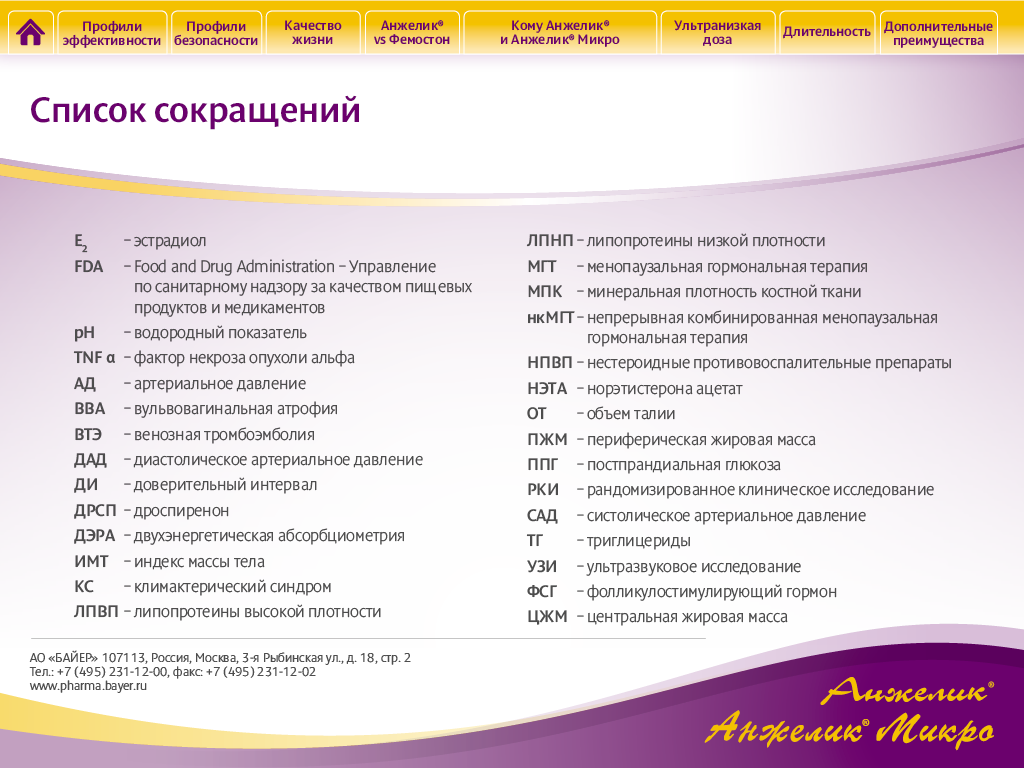 Профили
эффективности
Профили
безопасности
Качество
жизни
Анжелик®
vs Фемостон
Кому Анжелик®
и Анжелик® Микро
Ультранизкая
доза
Длительность
Дополнительные
преимущества
Список сокращений
E2 – эстрадиол
FDA – Food and Drug Administration – Управление
по санитарному надзору за качеством пищевых
продуктов и медикаментов
pH – водородный показатель
TNF α – фактор некроза опухоли альфа
АД – артериальное давление
ВВА – вульвовагинальная атрофия
ВТЭ – венозная тромбоэмболия
ДАД – диастолическое артериальное давление
ДИ – доверительный интервал
ДРСП – дроспиренон
ДЭРА – двухэнергетическая абсорбциометрия
ИМТ – индекс массы тела
КС – климактерический синдром
ЛПВП – липопротеины высокой плотности
ЛПНП – липопротеины низкой плотности
МГТ – менопаузальная гормональная терапия
МПК – минеральная плотность костной ткани
нкМГТ – непрерывная комбинированная менопаузальная
гормональная терапия
НПВП – нестероидные противовоспалительные препараты
НЭТА – норэтистерона ацетат
ОТ – объем талии
ПЖМ – периферическая жировая масса
ППГ – постпрандиальная глюкоза
РКИ – рандомизированное клиническое исследование
САД – систолическое артериальное давление
ТГ – триглицериды
УЗИ – ультразвуковое исследование
ФСГ – фолликулостимулирующий гормон
ЦЖМ – центральная жировая масса
АО «БАЙЕР» 107113, Россия, Москва, 3-я Рыбинская ул., д. 18, стр. 2
Тел.: +7 (495) 231-12-00, факс: +7 (495) 231-12-02
www.pharma.bayer.ru
Анжелик®
Анжелик® Микро